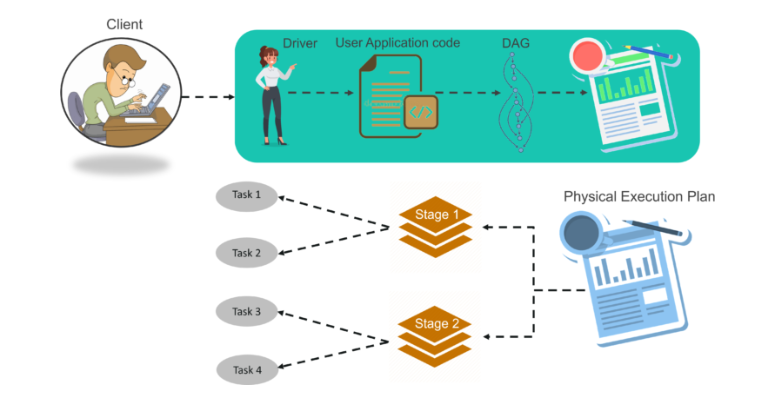 Client
Driver
User Application code
DAG
</>
Physical Execution Plan
Task 1
Stage 1
Task 2
Task 3
Stage 2
Task 4